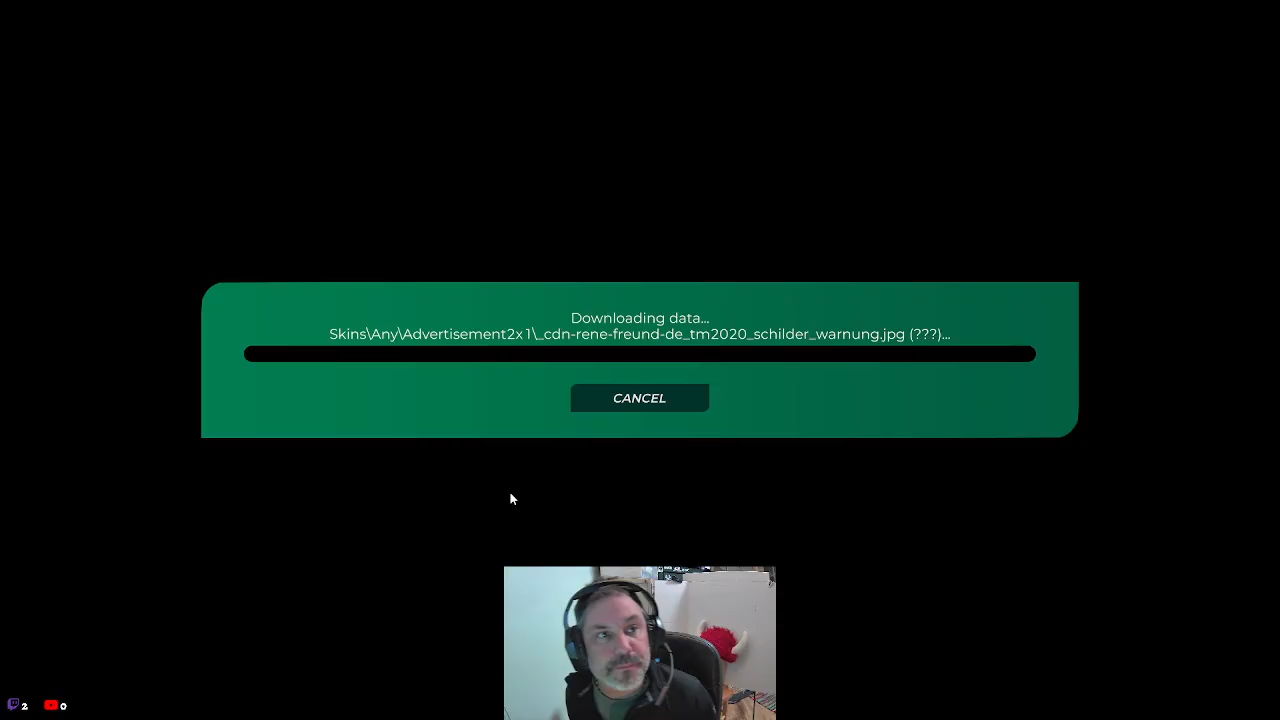 Downloading data...
Skins\Any\Advertisement2x1\_cdn-rene-freund-de_tm2020_schilder_warnung.jpg (???)...
CANCEL
2
0